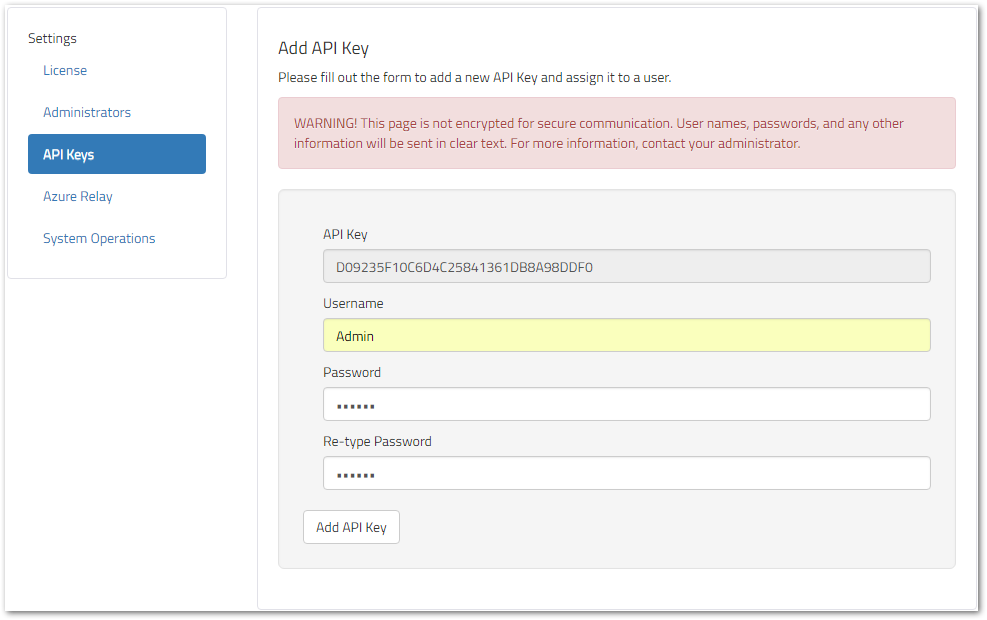 Settings
License
Administrators
API Keys
Azure Relay
System Operations
Add API Key
Please fill out the form to add a new API Key and assign it to a user.
WARNING! This page is not encrypted for secure communication. User names, passwords, and any other
information will be sent in clear text. For more information, contact your administrator.
API Key
D09235F10C6D4C25841361DB8A98DDF0
Username
Admin
Password
••••••
Re-type Password
••••••
Add API Key